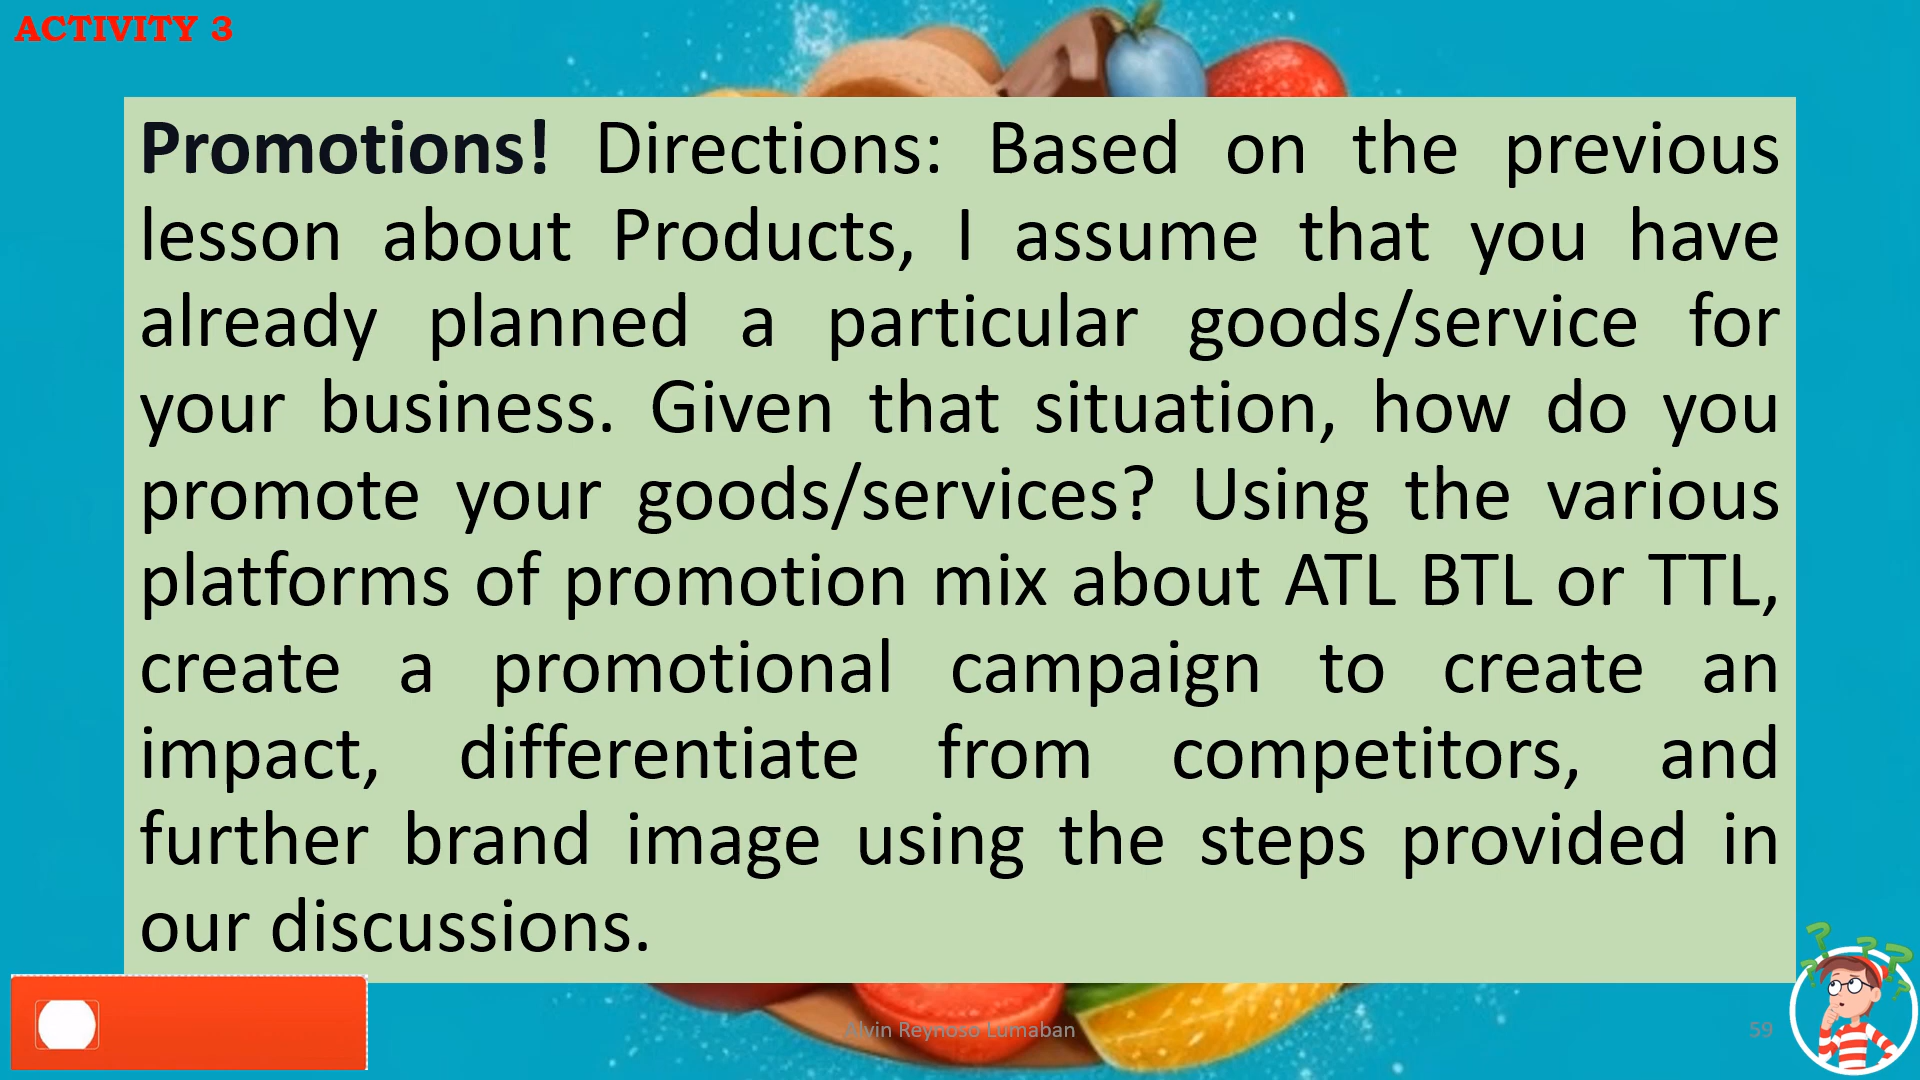 ACTIVITY 3
Promotions! Directions: Based on the previous
lesson about Products, I assume that you have
already planned a particular goods/service for
your business. Given that situation, how do you
promote your goods/services? Using the various
platforms of promotion mix about ATL BTL or TTL,
create a promotional campaign to create an
impact, differentiate from competitors, and
further brand image using the steps provided in
our discussions.
Alvin Reynoso Lumaban
59